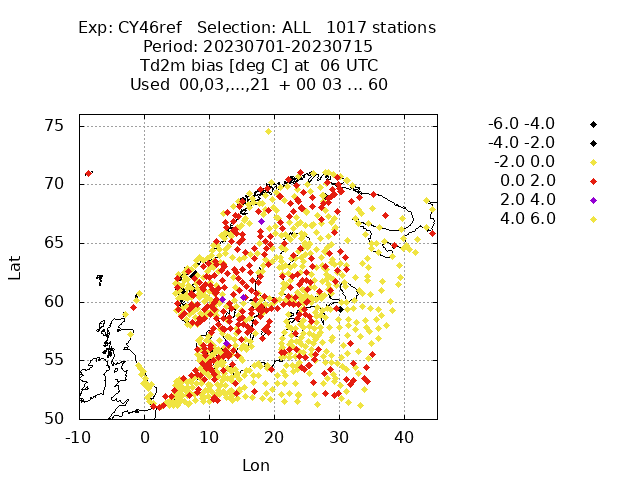 Exp: CY46ref Selection: ALL 1017 stations
Period: 20230701-20230715
Td2m bias [deg C] at 06 UTC
Used 00,03,...,21 + 00 03 ... 60
-6.0 -4.0
-4.0 -2.0
-2.0 0.0
0.0 2.0
2.0 4.0
4.0 6.0
75
70
65
60
55
50
Lat
-10 0 10 20 30 40
Lon